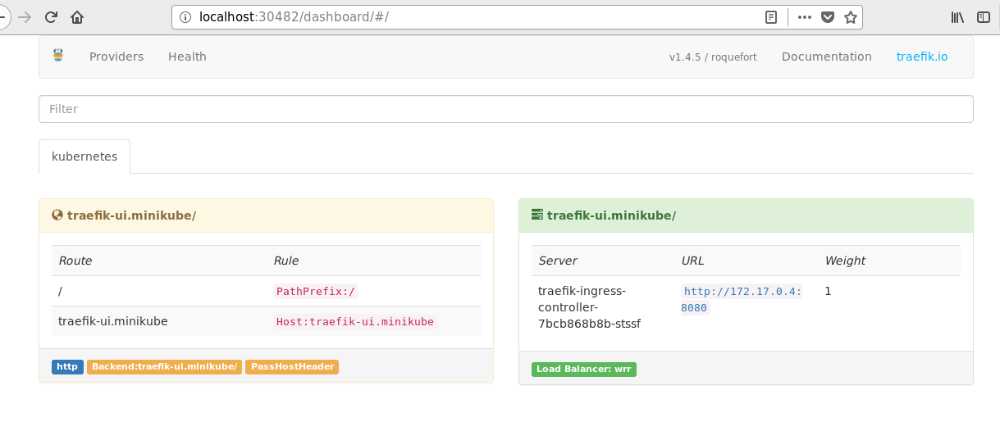 localhost:30482/dashboard/#/
Providers Health v1.4.5 / roquefort Documentation traefik.io
Filter
kubernetes
traefik-ui.minikube/
Route Rule
/ PathPrefix:/
traefik-ui.minikube Host:traefik-ui.minikube
http Backend:traefik-ui.minikube/ PassHostHeader
traefik-ui.minikube/
Server URL Weight
traefik-ingress- http://172.17.0.4: 1
controller- 8080
7bcb868b8b-stssf
Load Balancer: wrr